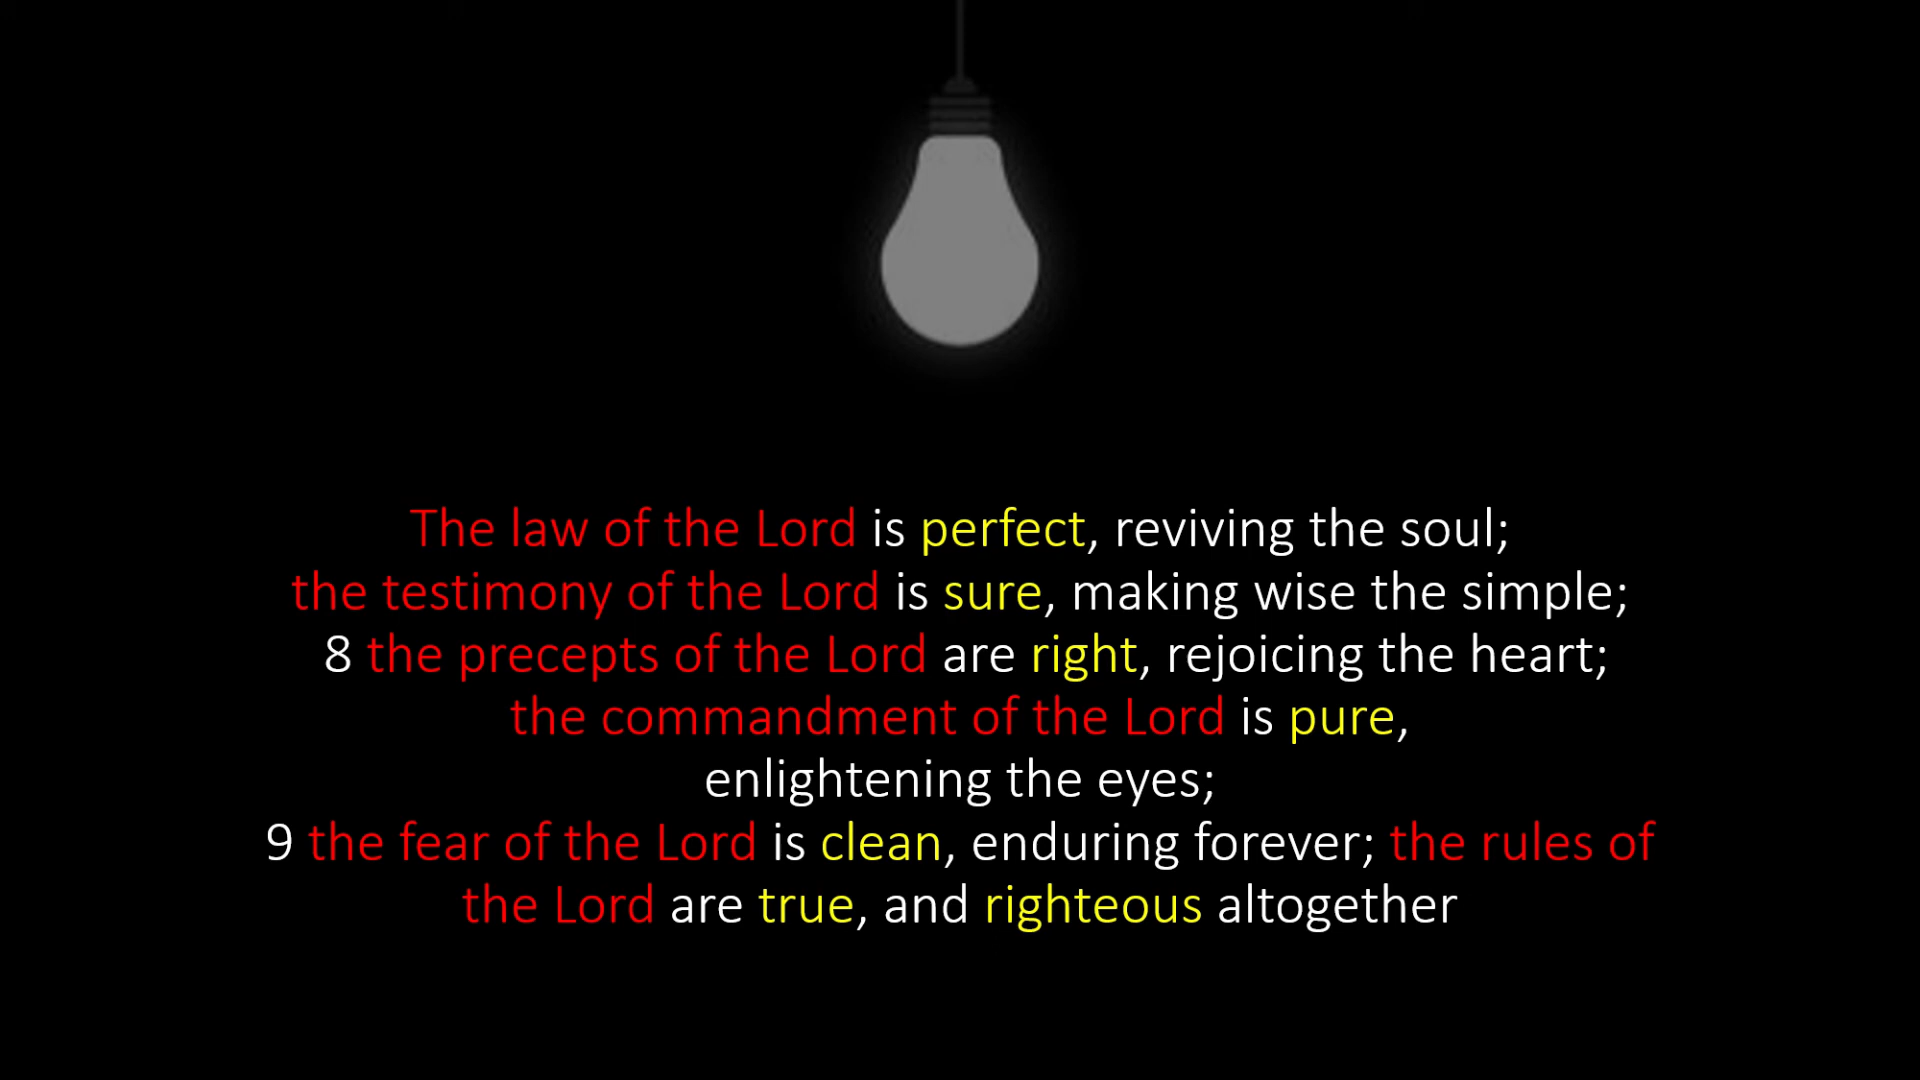 The law of the Lord is perfect, reviving the soul;
the testimony of the Lord is sure, making wise the simple;
8 the precepts of the Lord are right, rejoicing the heart;
the commandment of the Lord is pure,
enlightening the eyes;
9 the fear of the Lord is clean, enduring forever; the rules of
the Lord are true, and righteous altogether